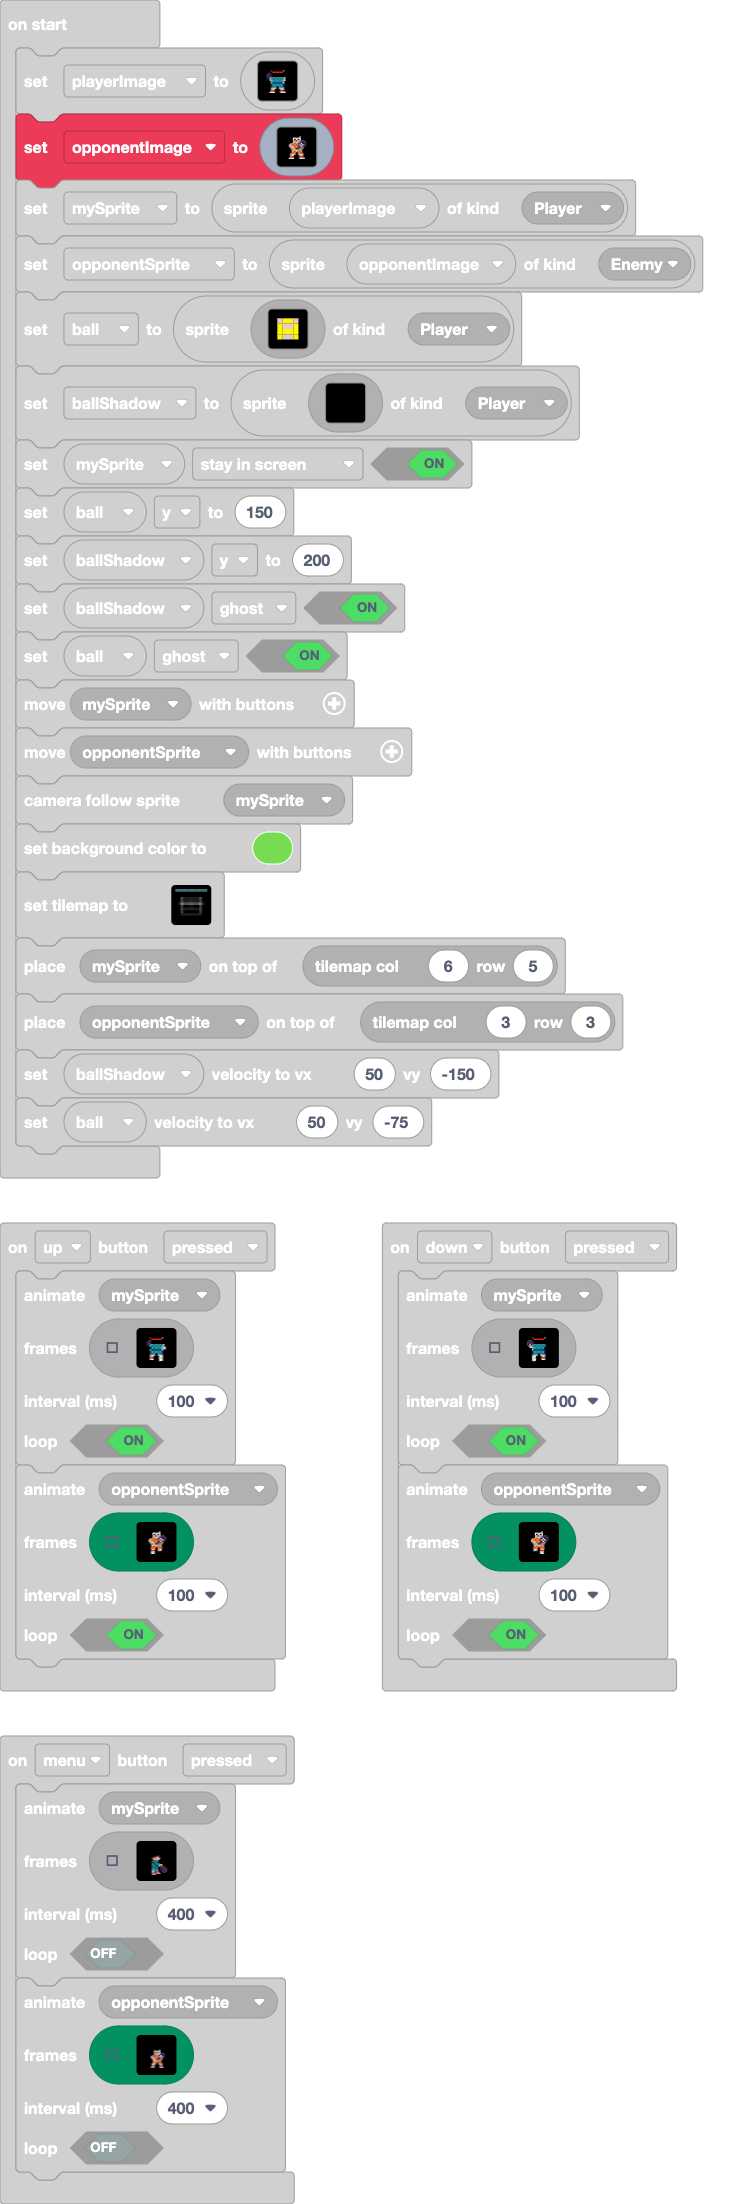 on start
set playerImage to
set opponentImage to
set mySprite to sprite playerImage of kind Player
set opponentSprite to sprite opponentImage of kind Enemy
set ball to sprite of kind Player
set ballShadow to sprite of kind Player
set mySprite stay in screen ON
set ball y to 150
set ballShadow y to 200
set ballShadow ghost ON
set ball ghost ON
move mySprite with buttons
move opponentSprite with buttons
camera follow sprite mySprite
set background color to
set tilemap to
place mySprite on top of tilemap col 6 row 5
place opponentSprite on top of tilemap col 3 row 3
set ballShadow velocity to vx 50 vy -150
set ball velocity to vx 50 vy -75
on up button pressed
animate mySprite
frames
interval (ms) 100
loop ON
animate opponentSprite
frames
interval (ms) 100
loop ON
on down button pressed
animate mySprite
frames
interval (ms) 100
loop ON
animate opponentSprite
frames
interval (ms) 100
loop ON
on menu button pressed
animate mySprite
frames
interval (ms) 400
loop OFF
animate opponentSprite
frames
interval (ms) 400
loop OFF